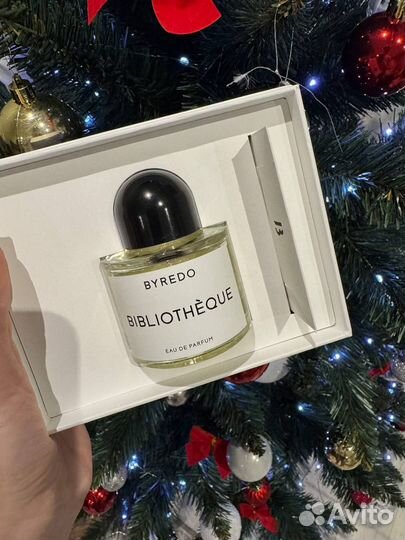 BYREDO
BIBLIOTHÈQUE
EAU DE PARFUM
Avito